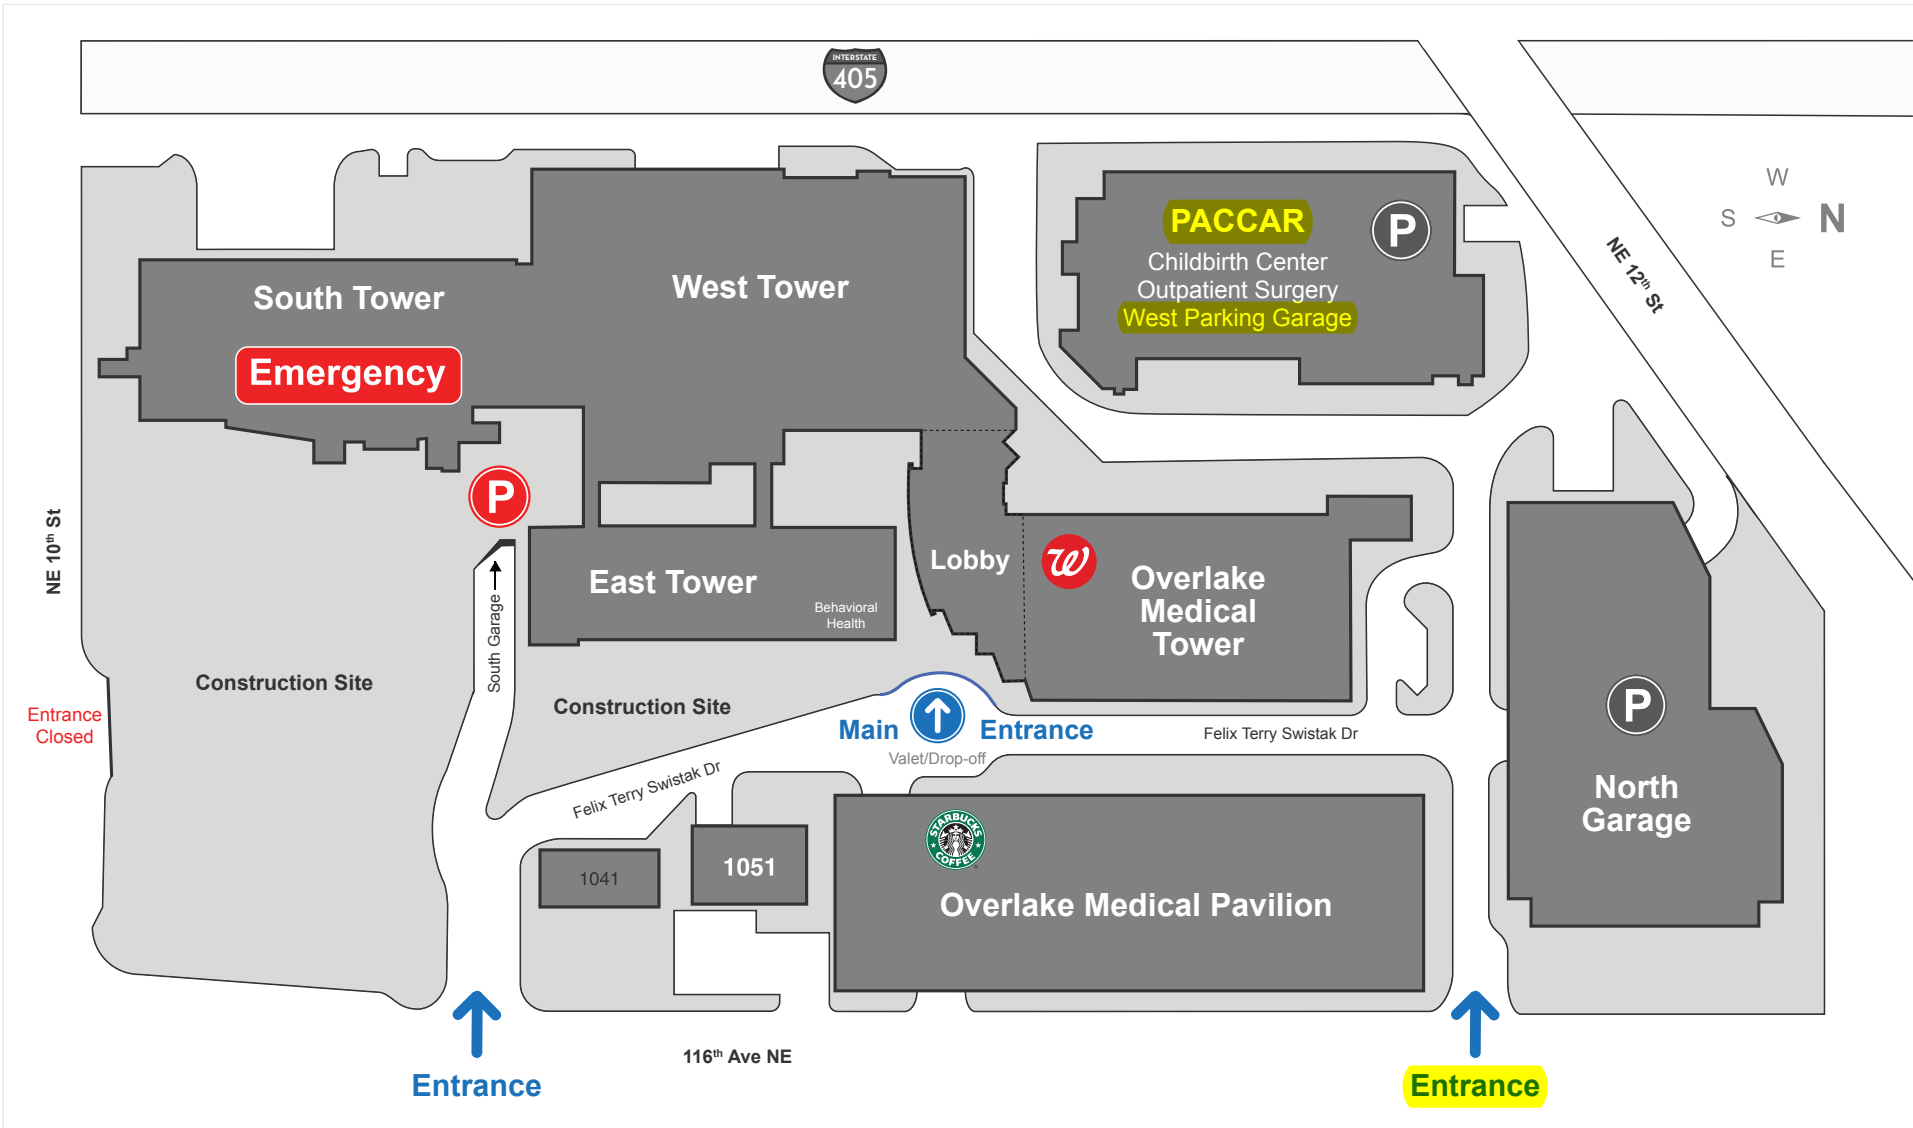 INTERSTATE
405
W
S
N
E
NE 12th St
PACCAR
P
Childbirth Center
Outpatient Surgery
West Parking Garage
South Tower
West Tower
Emergency
P
NE 10th St
South Garage
East Tower
Behavioral
Health
Lobby
W
Overlake
Medical
Tower
Construction Site
Construction Site
Entrance
Closed
Main
Entrance
Valet/Drop-off
Felix Terry Swistak Dr
Felix Terry Swistak Dr
P
North
Garage
1041
1051
STARBUCKS
COFFEE
Overlake Medical Pavilion
116th Ave NE
Entrance
Entrance